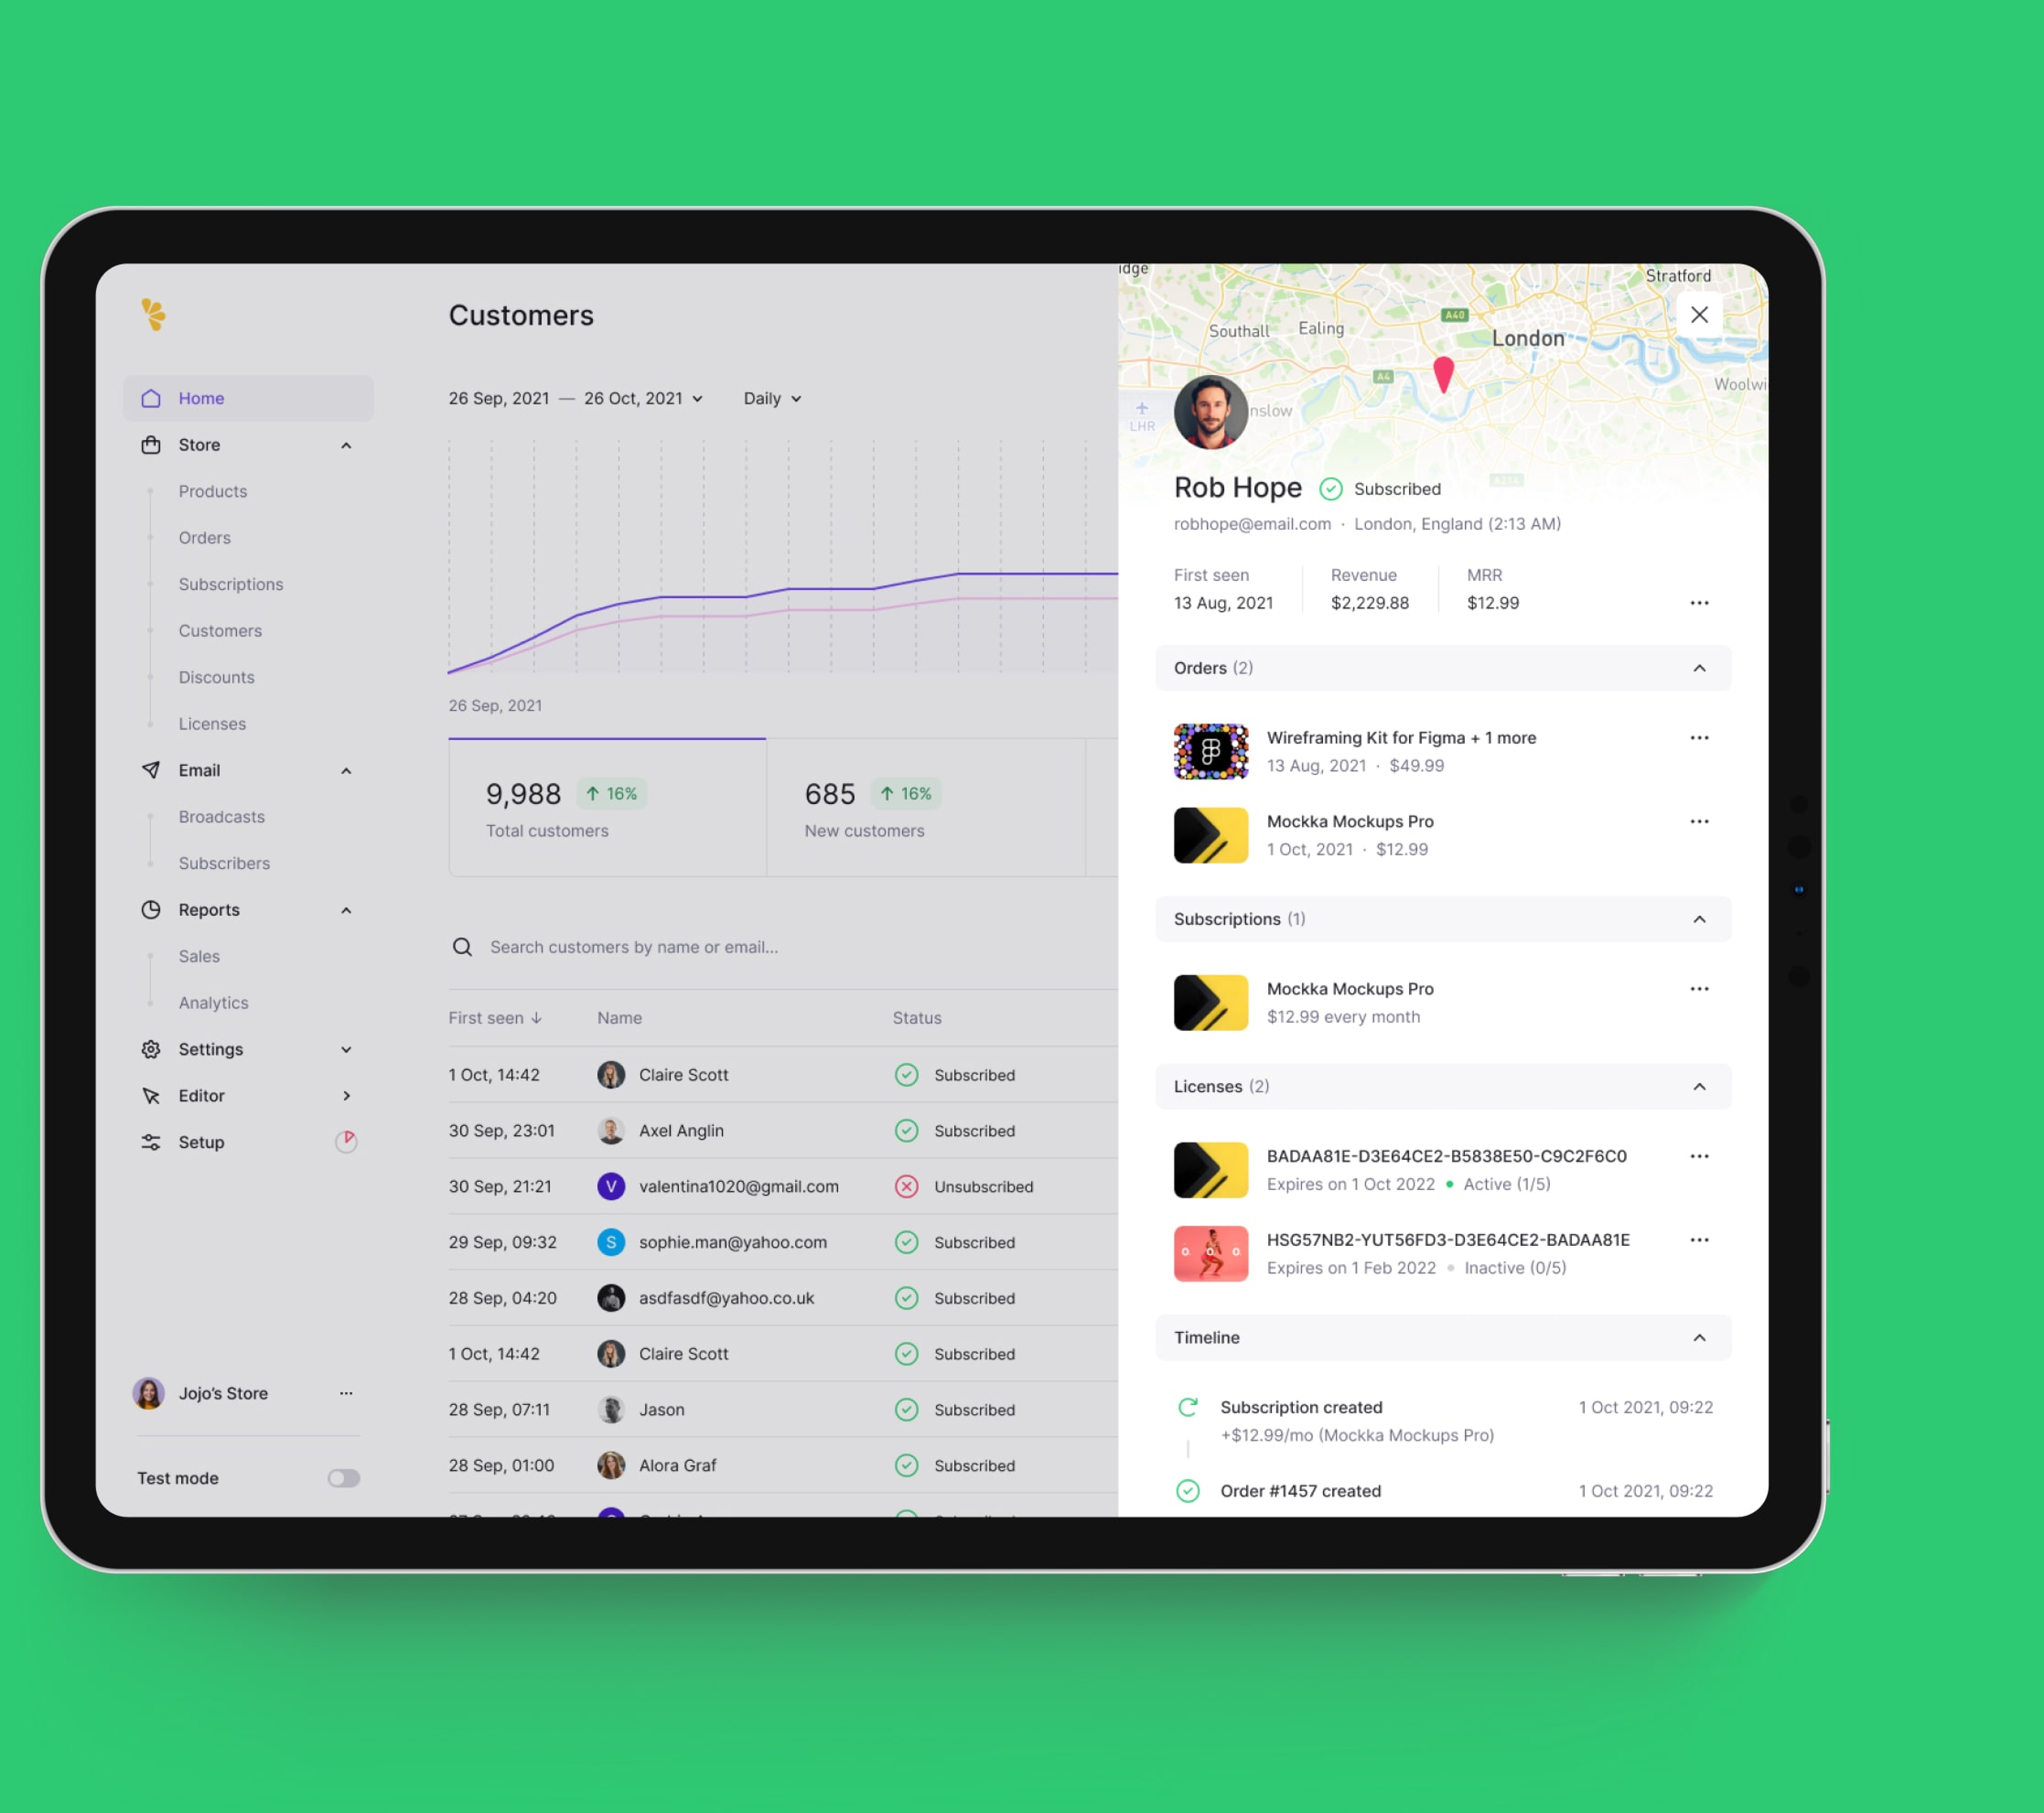 Home
Store
Products
Orders
Subscriptions
Customers
Discounts
Licenses
Email
Broadcasts
Subscribers
Reports
Sales
Analytics
Settings
Editor
Setup
Jojo's Store
Test mode
Customers
26 Sep, 2021 — 26 Oct, 2021
Daily
26 Sep, 2021
9,988 ↑ 16%
Total customers
685 ↑ 16%
New customers
Search customers by name or email...
First seen ↓ Name Status
1 Oct, 14:42 Claire Scott Subscribed
30 Sep, 23:01 Axel Anglin Subscribed
30 Sep, 21:21 V valentina1020@gmail.com Unsubscribed
29 Sep, 09:32 S sophie.man@yahoo.com Subscribed
28 Sep, 04:20 asdfasdf@yahoo.co.uk Subscribed
1 Oct, 14:42 Claire Scott Subscribed
28 Sep, 07:11 Jason Subscribed
28 Sep, 01:00 Alora Graf Subscribed
idge
Stratford
Southall
Ealing
A40
London
A4
Woolwi
nslow
LHR
Rob Hope Subscribed
robhope@email.com · London, England (2:13 AM)
First seen Revenue MRR
13 Aug, 2021 $2,229.88 $12.99
Orders (2)
Wireframing Kit for Figma + 1 more
13 Aug, 2021 · $49.99
Mockka Mockups Pro
1 Oct, 2021 · $12.99
Subscriptions (1)
Mockka Mockups Pro
$12.99 every month
Licenses (2)
BADAA81E-D3E64CE2-B5838E50-C9C2F6C0
Expires on 1 Oct 2022 • Active (1/5)
HSG57NB2-YUT56FD3-D3E64CE2-BADAA81E
Expires on 1 Feb 2022 • Inactive (0/5)
Timeline
Subscription created 1 Oct 2021, 09:22
+$12.99/mo (Mockka Mockups Pro)
Order #1457 created 1 Oct 2021, 09:22